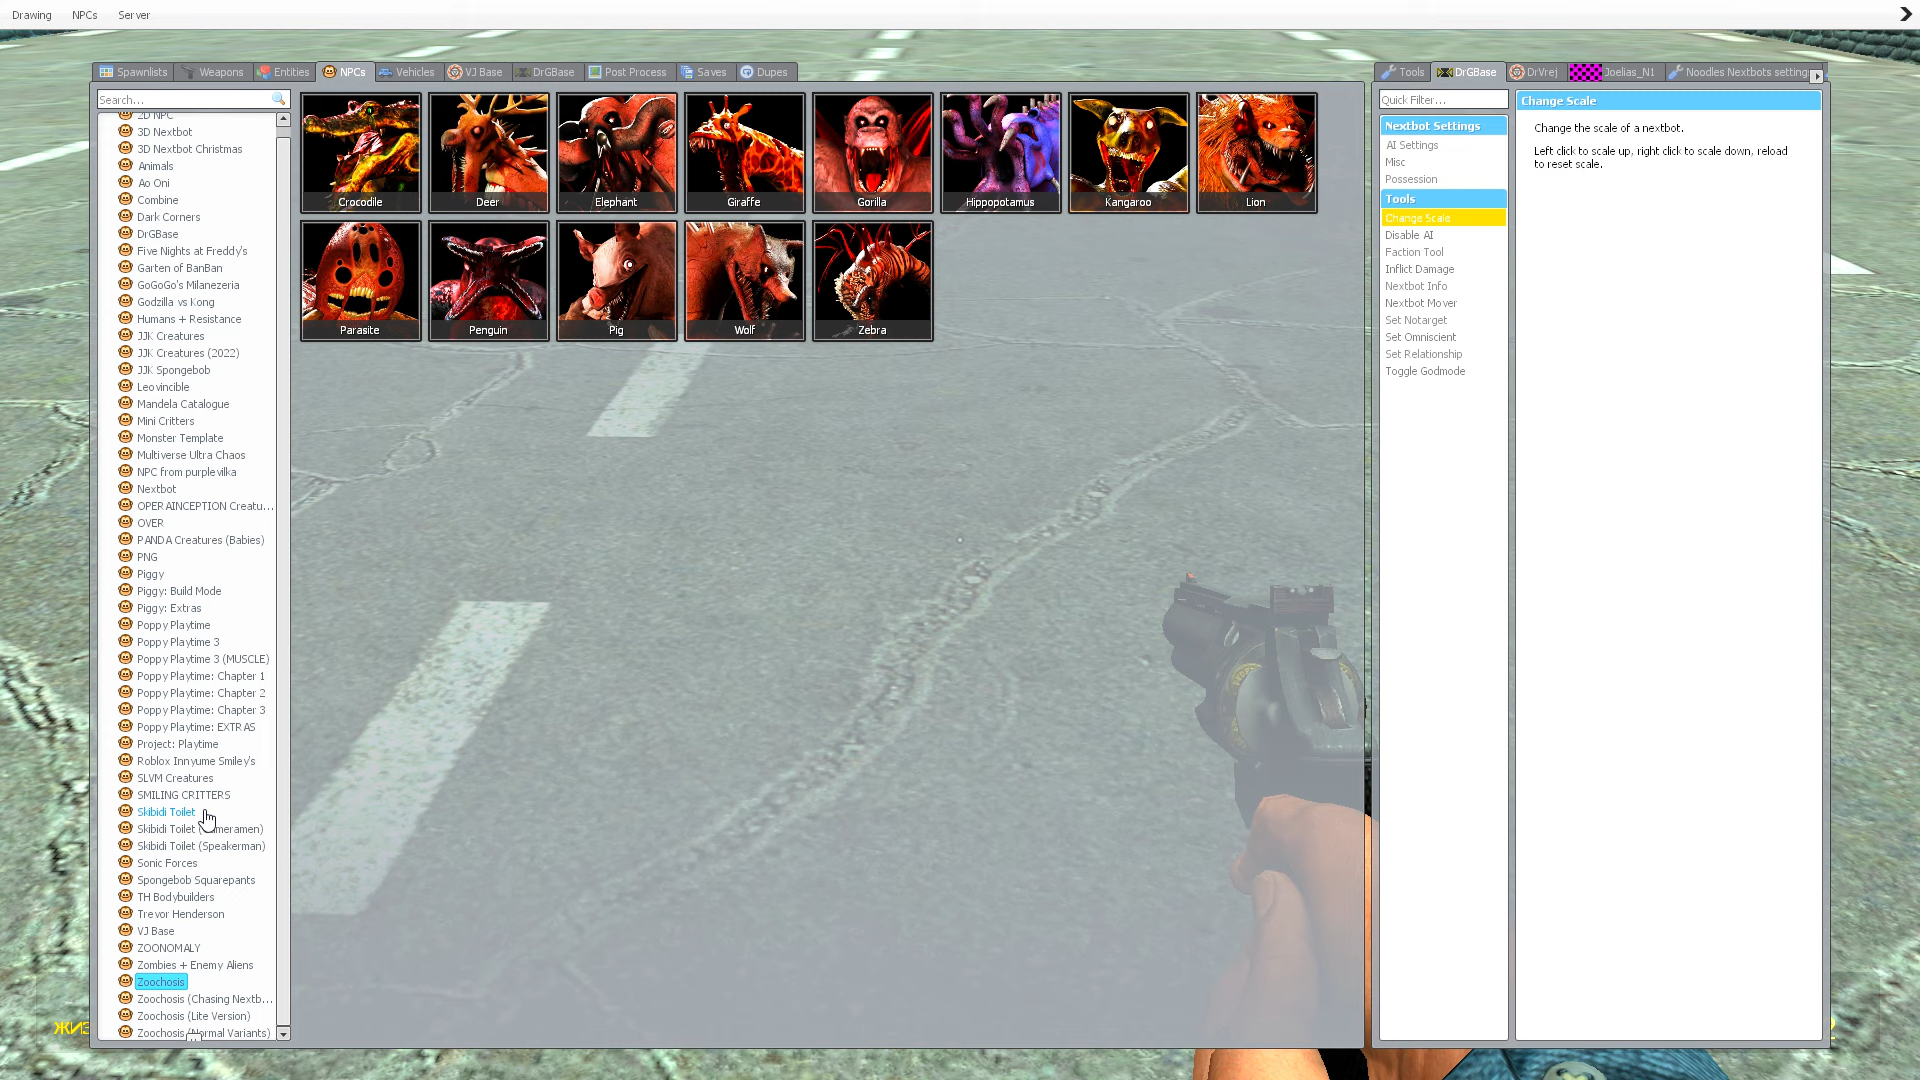 Drawing NPCs Server
Spawnlists Weapons Entities NPCs Vehicles VJ Base DrGBase Post Process Saves Dupes
Search...
2D NPC
3D Nextbot
3D Nextbot Christmas
Animals
Ao Oni
Combine
Dark Corners
DrGBase
Five Nights at Freddy's
Garten of BanBan
GoGoGo's Milanezeria
Godzilla vs Kong
Humans + Resistance
JJK Creatures
JJK Creatures (2022)
JJK Spongebob
Leovincible
Mandela Catalogue
Mini Critters
Monster Template
Multiverse Ultra Chaos
NPC from purplevilka
Nextbot
OPERAINCEPTION Creatu...
OVER
PANDA Creatures (Babies)
PNG
Piggy
Piggy: Build Mode
Piggy: Extras
Poppy Playtime
Poppy Playtime 3
Poppy Playtime 3 (MUSCLE)
Poppy Playtime: Chapter 1
Poppy Playtime: Chapter 2
Poppy Playtime: Chapter 3
Poppy Playtime: EXTRAS
Project: Playtime
Roblox Innyume Smiley's
SLVM Creatures
SMILING CRITTERS
Skibidi Toilet
Skibidi Toilet
Skibidi Toilet (Speakerman)
Sonic Forces
Spongebob Squarepants
TH Bodybuilders
Trevor Henderson
VJ Base
ZOONOMALY
Zombies + Enemy Aliens
Zoochosis
Zoochosis (Chasing Nextb...
Zoochosis (Lite Version)
Zoochosis (Normal Variants)
Crocodile Deer Elephant Giraffe Gorilla Hippopotamus Kangaroo Lion
Parasite Penguin Pig Wolf Zebra
Tools DrGBase DrVrej Joelias_N1 Noodles Nextbots setting
Quick Filter...
Nextbot Settings
AI Settings
Misc
Possession
Tools
Change Scale
Disable AI
Faction Tool
Inflict Damage
Nextbot Info
Nextbot Mover
Set Notarget
Set Omniscient
Set Relationship
Toggle Godmode
Change Scale
Change the scale of a nextbot.
Left click to scale up, right click to scale down, reload
to reset scale.